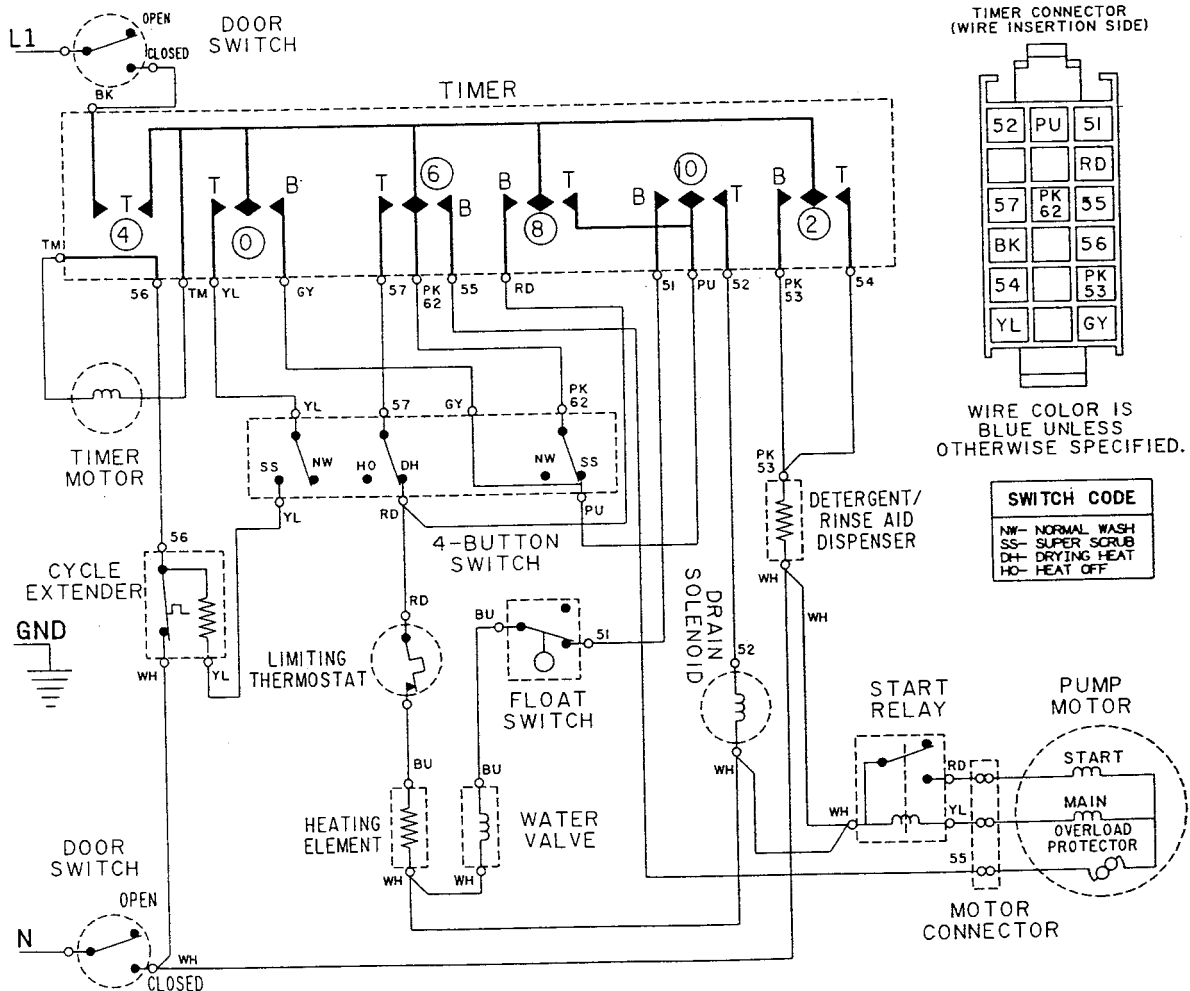 L1
OPEN
CLOSED
DOOR
SWITCH
BK
TIMER
T
4
T
B
0
T
6
B
B
T
8
B
10
T
B
2
T
TM
56
TM
YL
GY
57
PK
62
55
RD
51
PU
52
PK
53
54
TIMER CONNECTOR
(WIRE INSERTION SIDE)
52 PU 51
RD
57 PK 62 55
BK 56
54 PK 53
YL GY
WIRE COLOR IS
BLUE UNLESS
OTHERWISE SPECIFIED.
SWITCH CODE
NW- NORMAL WASH
SS- SUPER SCRUB
DH- DRYING HEAT
HO- HEAT OFF
TIMER
MOTOR
YL
57
GY
PK
62
SS
NW
HO
DH
NW
SS
YL
RD
PU
4-BUTTON
SWITCH
PK
53
DETERGENT/
RINSE AID
DISPENSER
WH
WH
56
CYCLE
EXTENDER
WH
YL
GND
RD
LIMITING
THERMOSTAT
BU
51
FLOAT
SWITCH
DRAIN
SOLENOID
52
WH
BU
HEATING
ELEMENT
WH
BU
WATER
VALVE
WH
START
RELAY
WH
RD
YL
55
PUMP
MOTOR
START
MAIN
OVERLOAD
PROTECTOR
MOTOR
CONNECTOR
DOOR
SWITCH
OPEN
N
WH
CLOSED